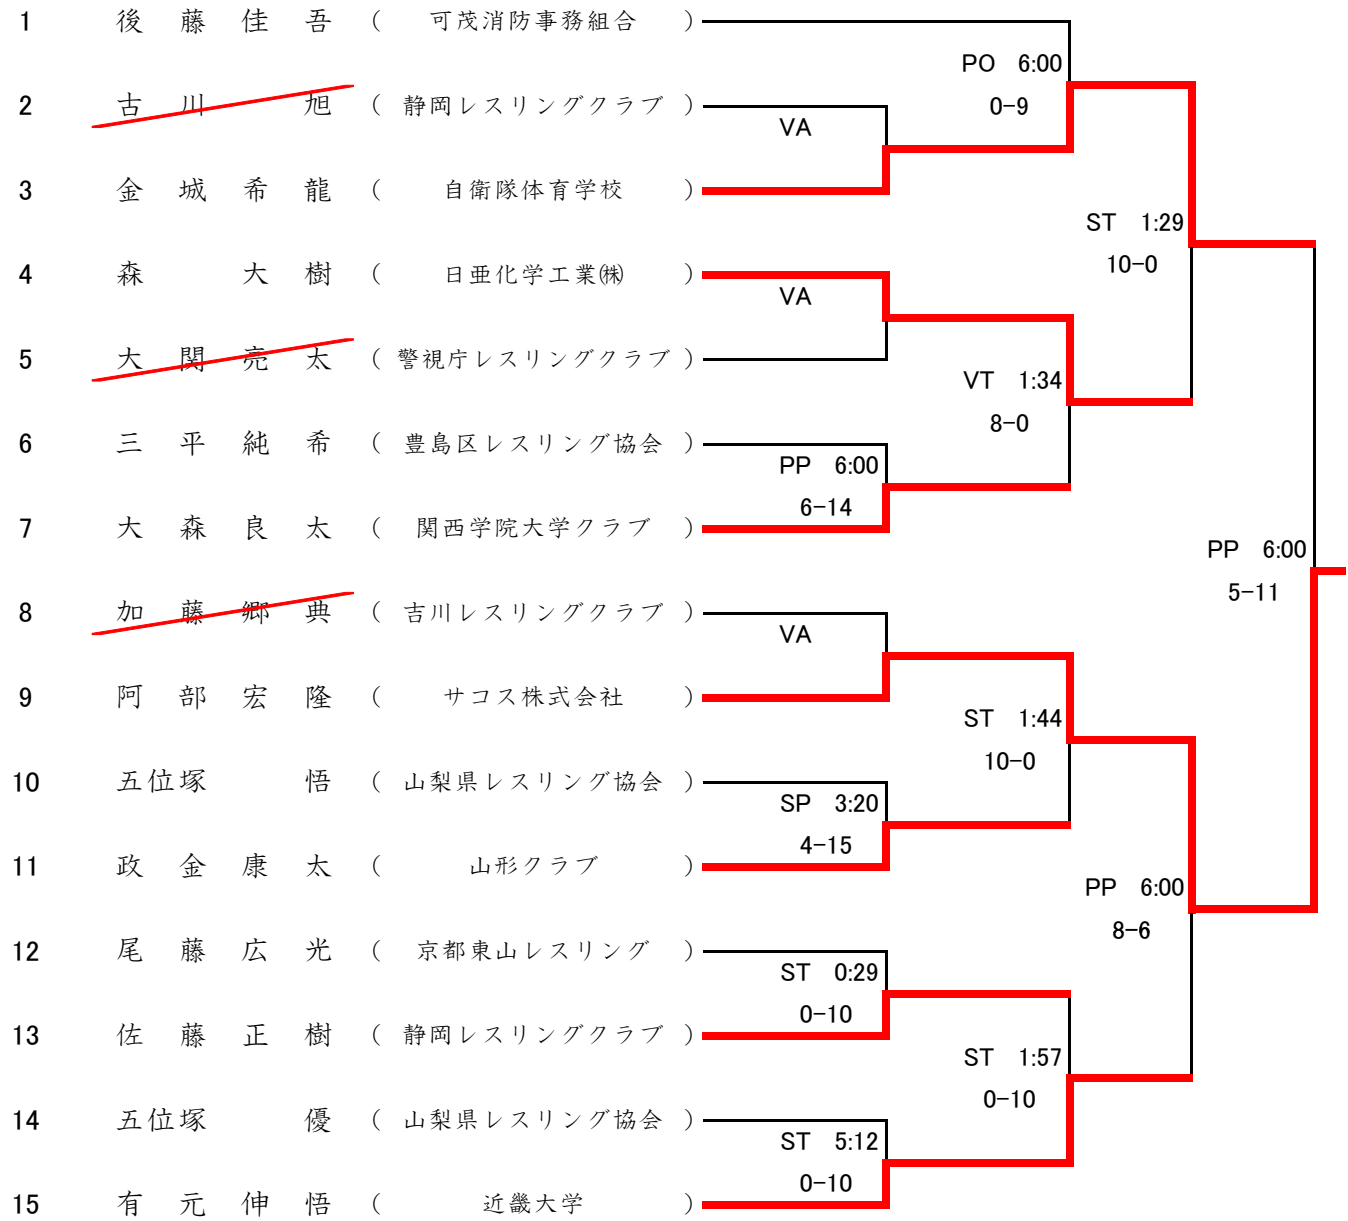 1 後藤佳吾 ( 可茂消防事務組合 )
PO 6:00
0-9
2 古川 旭 ( 静岡レスリングクラブ )
VA
3 金城希龍 ( 自衛隊体育学校 )
ST 1:29
10-0
4 森 大樹 ( 日亜化学工業㈱ )
VA
5 大関亮太 ( 警視庁レスリングクラブ )
VT 1:34
8-0
6 三平純希 ( 豊島区レスリング協会 )
PP 6:00
6-14
7 大森良太 ( 関西学院大学クラブ )
PP 6:00
5-11
8 加藤郷典 ( 吉川レスリングクラブ )
VA
9 阿部宏隆 ( サコス株式会社 )
ST 1:44
10-0
10 五位塚 悟 ( 山梨県レスリング協会 )
SP 3:20
4-15
11 政金康太 ( 山形クラブ )
PP 6:00
8-6
12 尾藤広光 ( 京都東山レスリング )
ST 0:29
0-10
13 佐藤正樹 ( 静岡レスリングクラブ )
ST 1:57
0-10
14 五位塚 優 ( 山梨県レスリング協会 )
ST 5:12
0-10
15 有元伸悟 ( 近畿大学 )